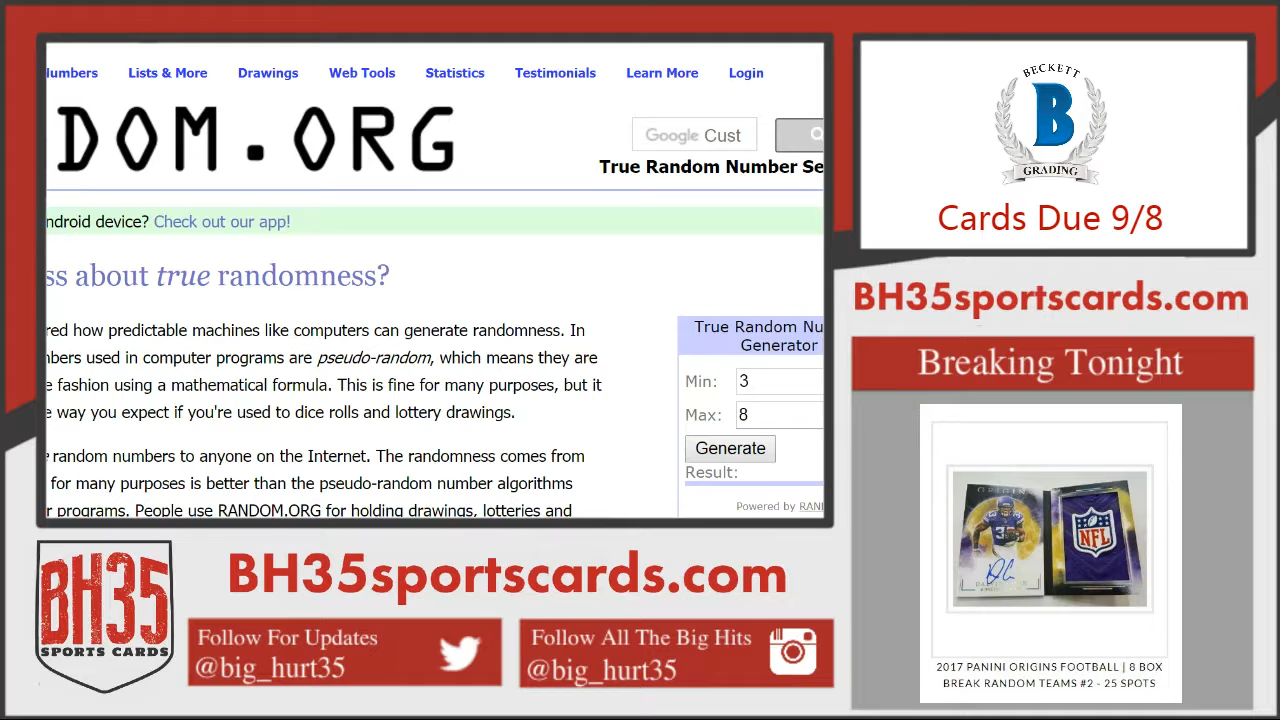 Numbers Lists & More Drawings Web Tools Statistics Testimonials Learn More Login
DOM.ORG
Google Cust
True Random Number Se
ndroid device? Check out our app!
ss about true randomness?
red how predictable machines like computers can generate randomness. In
nbers used in computer programs are pseudo-random, which means they are
e fashion using a mathematical formula. This is fine for many purposes, but it
e way you expect if you're used to dice rolls and lottery drawings.
random numbers to anyone on the Internet. The randomness comes from
for many purposes is better than the pseudo-random number algorithms
r programs. People use RANDOM.ORG for holding drawings, lotteries and
True Random Nu
Generator
Min: 3
Max: 8
Generate
Result:
Powered by RAN
BECKETT
B
GRADING
Cards Due 9/8
BH35sportscards.com
Breaking Tonight
ORIGINS
NFL
2017 PANINI ORIGINS FOOTBALL | 8 BOX
BREAK RANDOM TEAMS #2 - 25 SPOTS
BH35
SPORTS CARDS
BH35sportscards.com
Follow For Updates
@big_hurt35
Follow All The Big Hits
@big_hurt35